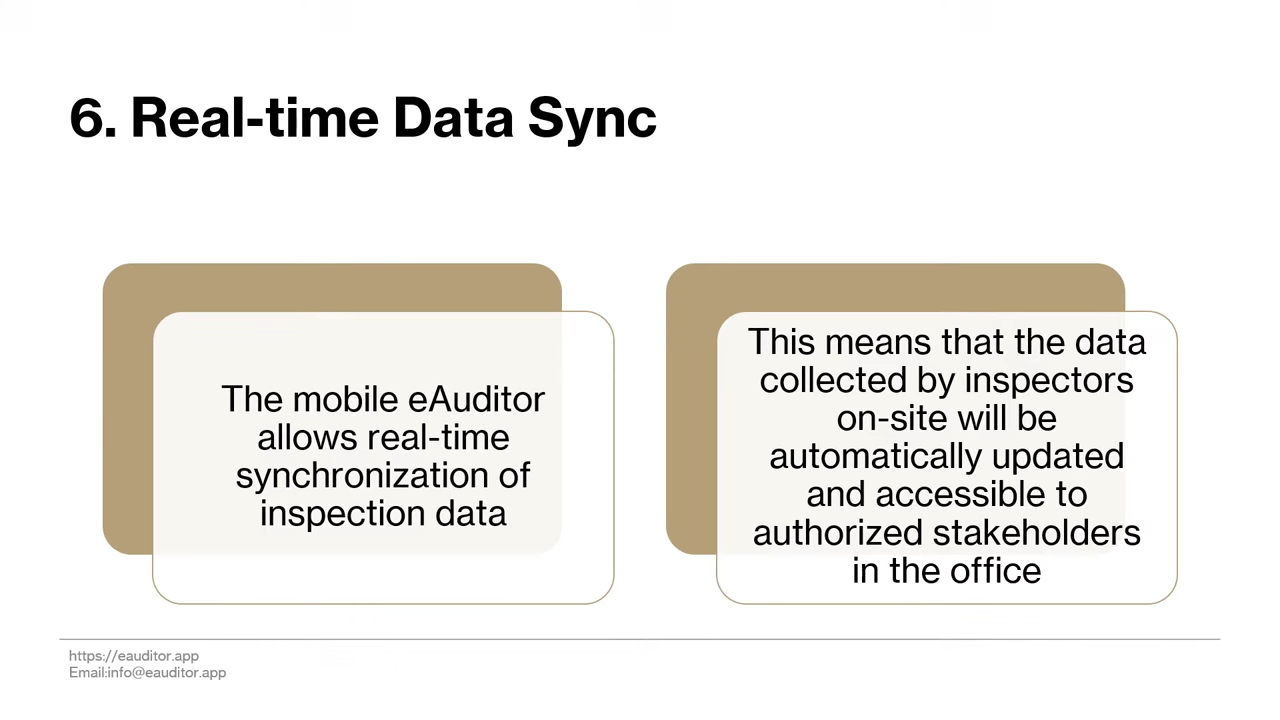 6. Real-time Data Sync
The mobile eAuditor
allows real-time
synchronization of
inspection data
This means that the data
collected by inspectors
on-site will be
automatically updated
and accessible to
authorized stakeholders
in the office
https://eauditor.app
Email:info@eauditor.app